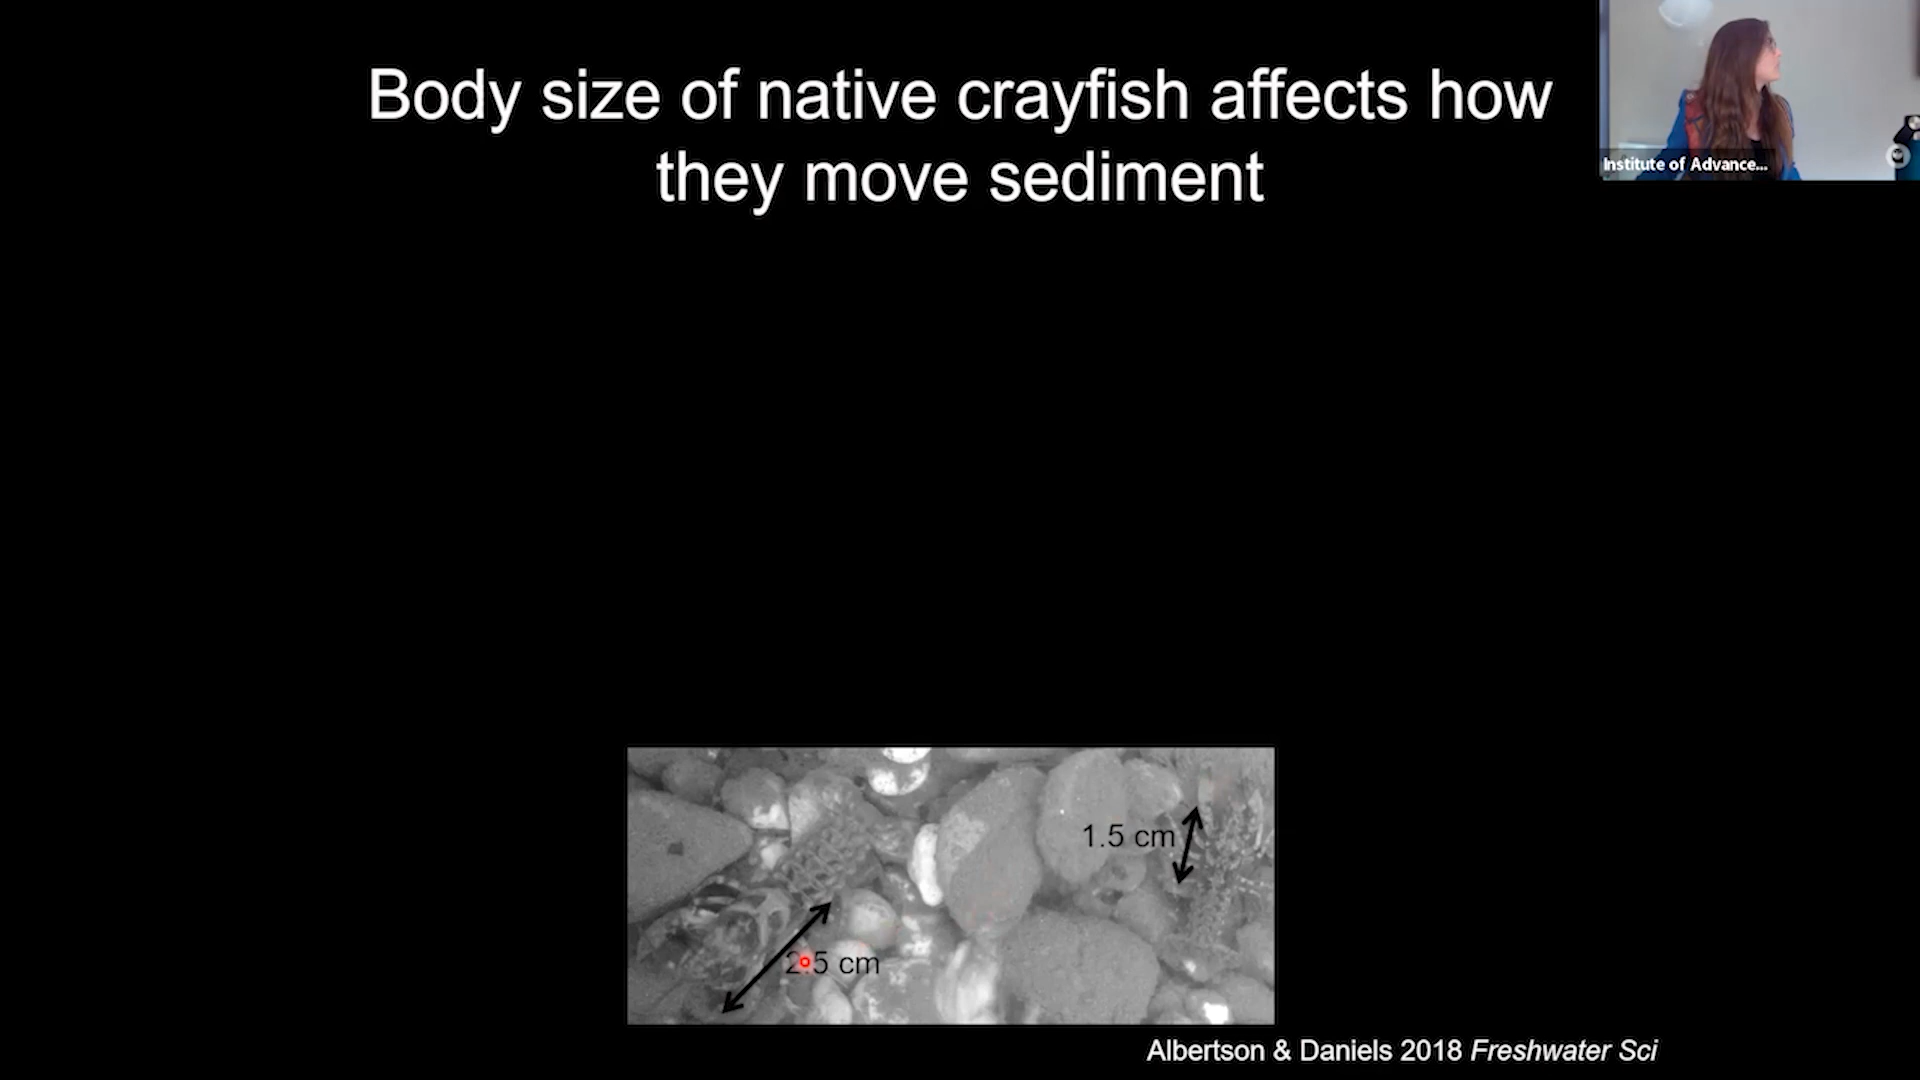 Body size of native crayfish affects how
they move sediment
Institute of Advance...
1.5 cm
2.5 cm
Albertson & Daniels 2018 Freshwater Sci